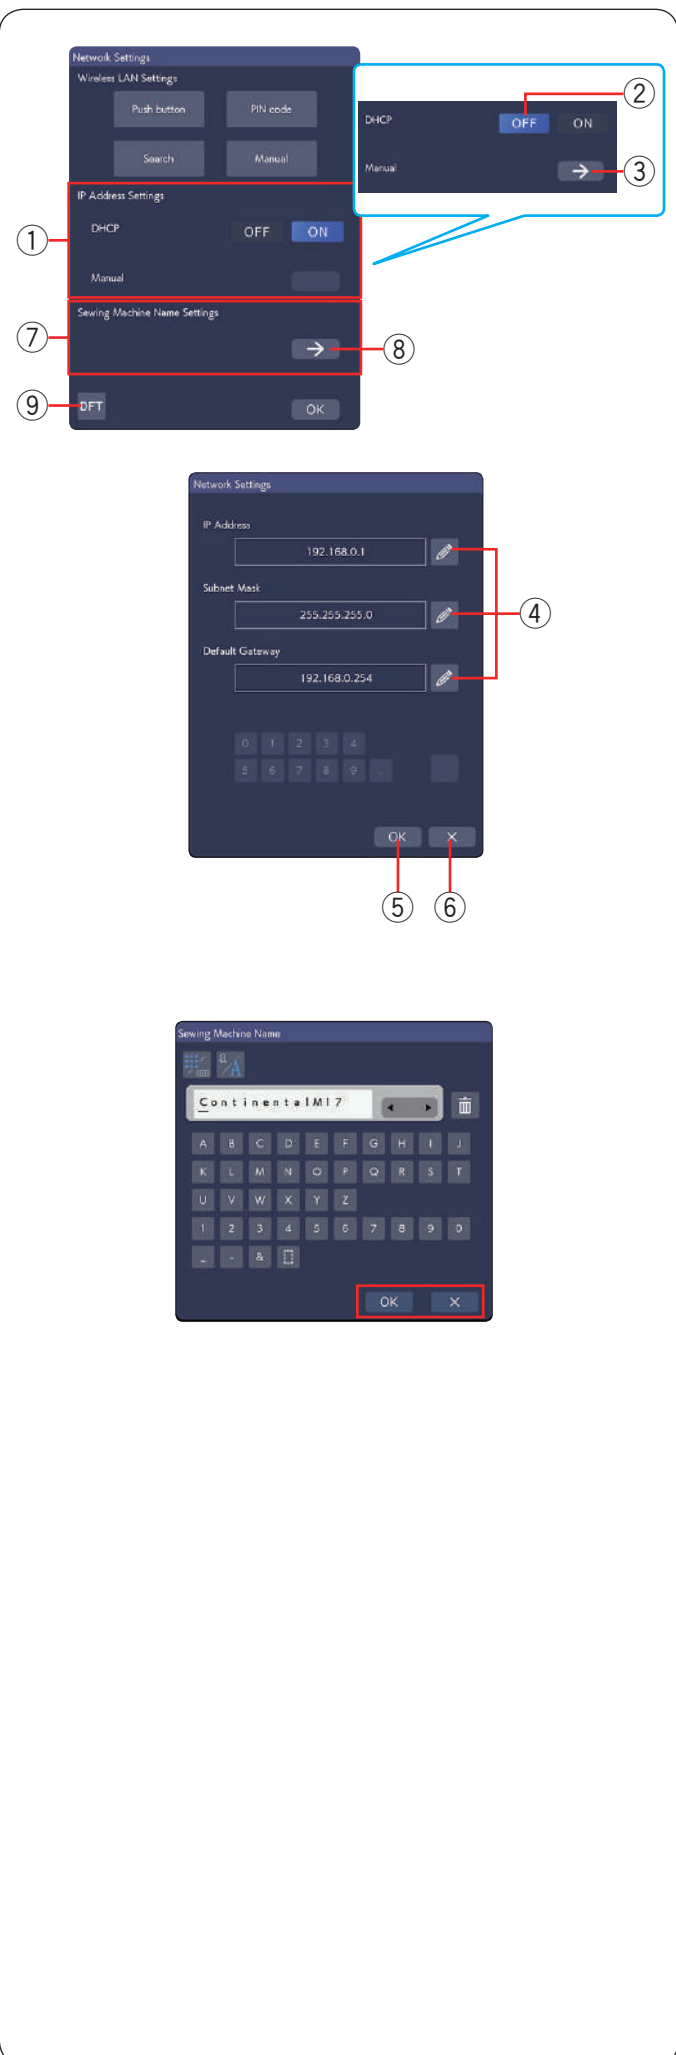 Network Settings
Wireless LAN Settings
Push button PIN code
Search Manual
IP Address Settings
DHCP OFF ON
Manual
Sewing Machine Name Settings
→
DFT OK
DHCP OFF ON
Manual →
① ② ③ ⑦ ⑧ ⑨
Network Settings
IP Address
192.168.0.1
Subnet Mask
255.255.255.0
Default Gateway
192.168.0.254
0 1 2 3 4
5 6 7 8 9 .
OK ×
④
⑤ ⑥
Sewing Machine Name
a/A
ContinentalM17
A B C D E F G H I J
K L M N O P Q R S T
U V W X Y Z
1 2 3 4 5 6 7 8 9 0
_ - &
OK ×